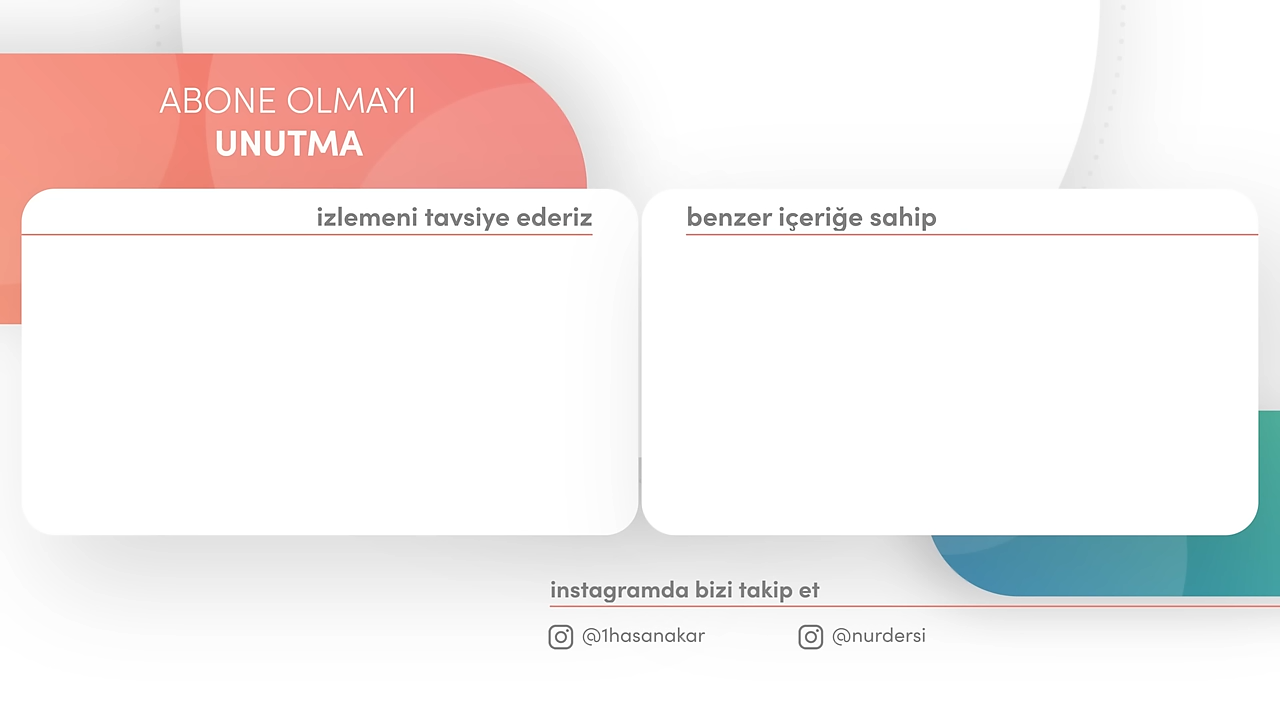 ABONE OLMAYI
UNUTMA
izlemeni tavsiye ederiz
benzer içeriğe sahip
instagramda bizi takip et
@1hasanakar
@nurdersi